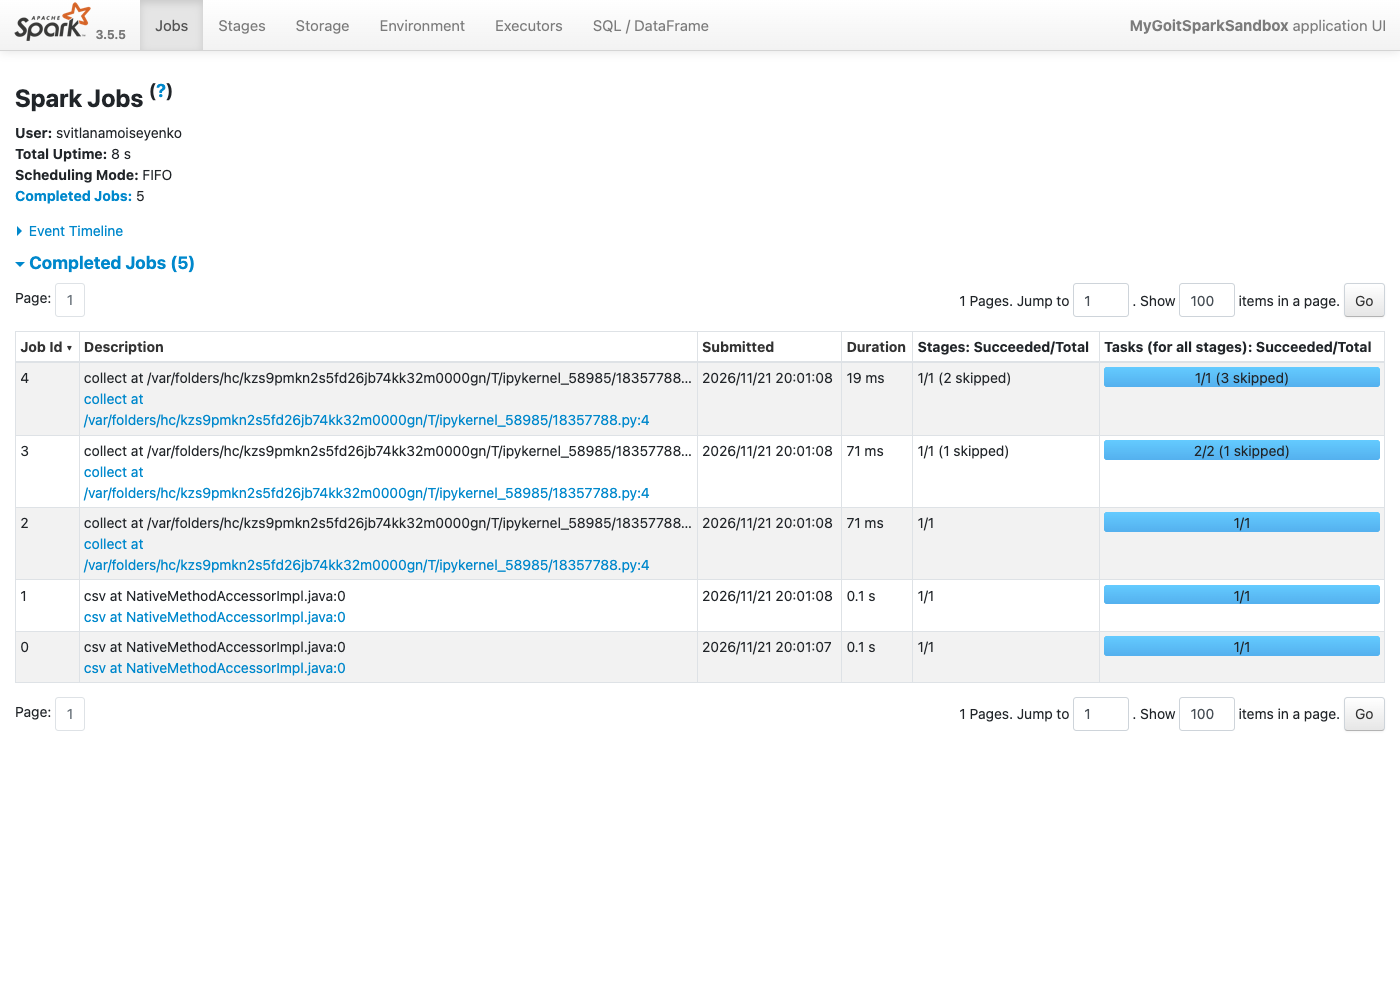 APACHE Spark 3.5.5 Jobs Stages Storage Environment Executors SQL / DataFrame MyGoitSparkSandbox application UI
Spark Jobs (?)
User: svitlanamoiseyenko
Total Uptime: 8 s
Scheduling Mode: FIFO
Completed Jobs: 5
Event Timeline
Completed Jobs (5)
Page: 1 1 Pages. Jump to 1 . Show 100 items in a page. Go
Job Id ▾ Description Submitted Duration Stages: Succeeded/Total Tasks (for all stages): Succeeded/Total
4 collect at /var/folders/hc/kzs9pmkn2s5fd26jb74kk32m0000gn/T/ipykernel_58985/18357788... 2026/11/21 20:01:08 19 ms 1/1 (2 skipped) 1/1 (3 skipped)
collect at
/var/folders/hc/kzs9pmkn2s5fd26jb74kk32m0000gn/T/ipykernel_58985/18357788.py:4
3 collect at /var/folders/hc/kzs9pmkn2s5fd26jb74kk32m0000gn/T/ipykernel_58985/18357788... 2026/11/21 20:01:08 71 ms 1/1 (1 skipped) 2/2 (1 skipped)
collect at
/var/folders/hc/kzs9pmkn2s5fd26jb74kk32m0000gn/T/ipykernel_58985/18357788.py:4
2 collect at /var/folders/hc/kzs9pmkn2s5fd26jb74kk32m0000gn/T/ipykernel_58985/18357788... 2026/11/21 20:01:08 71 ms 1/1 1/1
collect at
/var/folders/hc/kzs9pmkn2s5fd26jb74kk32m0000gn/T/ipykernel_58985/18357788.py:4
1 csv at NativeMethodAccessorImpl.java:0 2026/11/21 20:01:08 0.1 s 1/1 1/1
csv at NativeMethodAccessorImpl.java:0
0 csv at NativeMethodAccessorImpl.java:0 2026/11/21 20:01:07 0.1 s 1/1 1/1
csv at NativeMethodAccessorImpl.java:0
Page: 1 1 Pages. Jump to 1 . Show 100 items in a page. Go